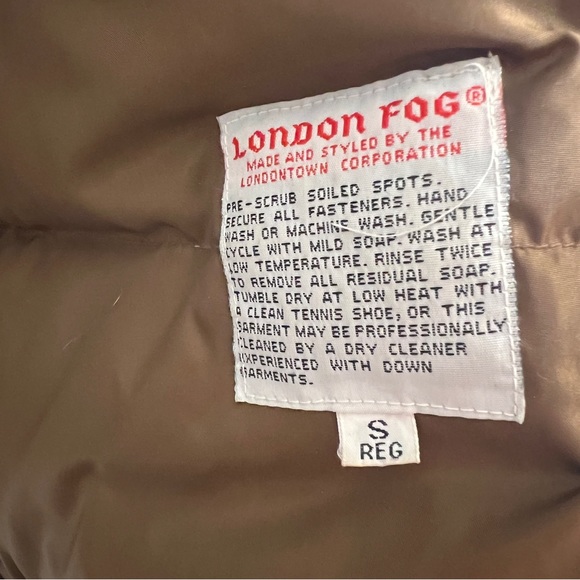 LONDON FOG®
MADE AND STYLED BY THE
LONDONTOWN CORPORATION
PRE-SCRUB SOILED SPOTS.
SECURE ALL FASTENERS. HAND
WASH OR MACHINE WASH. GENTLE
CYCLE WITH MILD SOAP. WASH AT
LOW TEMPERATURE. RINSE TWICE
TO REMOVE ALL RESIDUAL SOAP.
TUMBLE DRY AT LOW HEAT WITH
A CLEAN TENNIS SHOE, OR THIS
GARMENT MAY BE PROFESSIONALLY
CLEANED BY A DRY CLEANER
EXPERIENCED WITH DOWN
GARMENTS.
S
REG